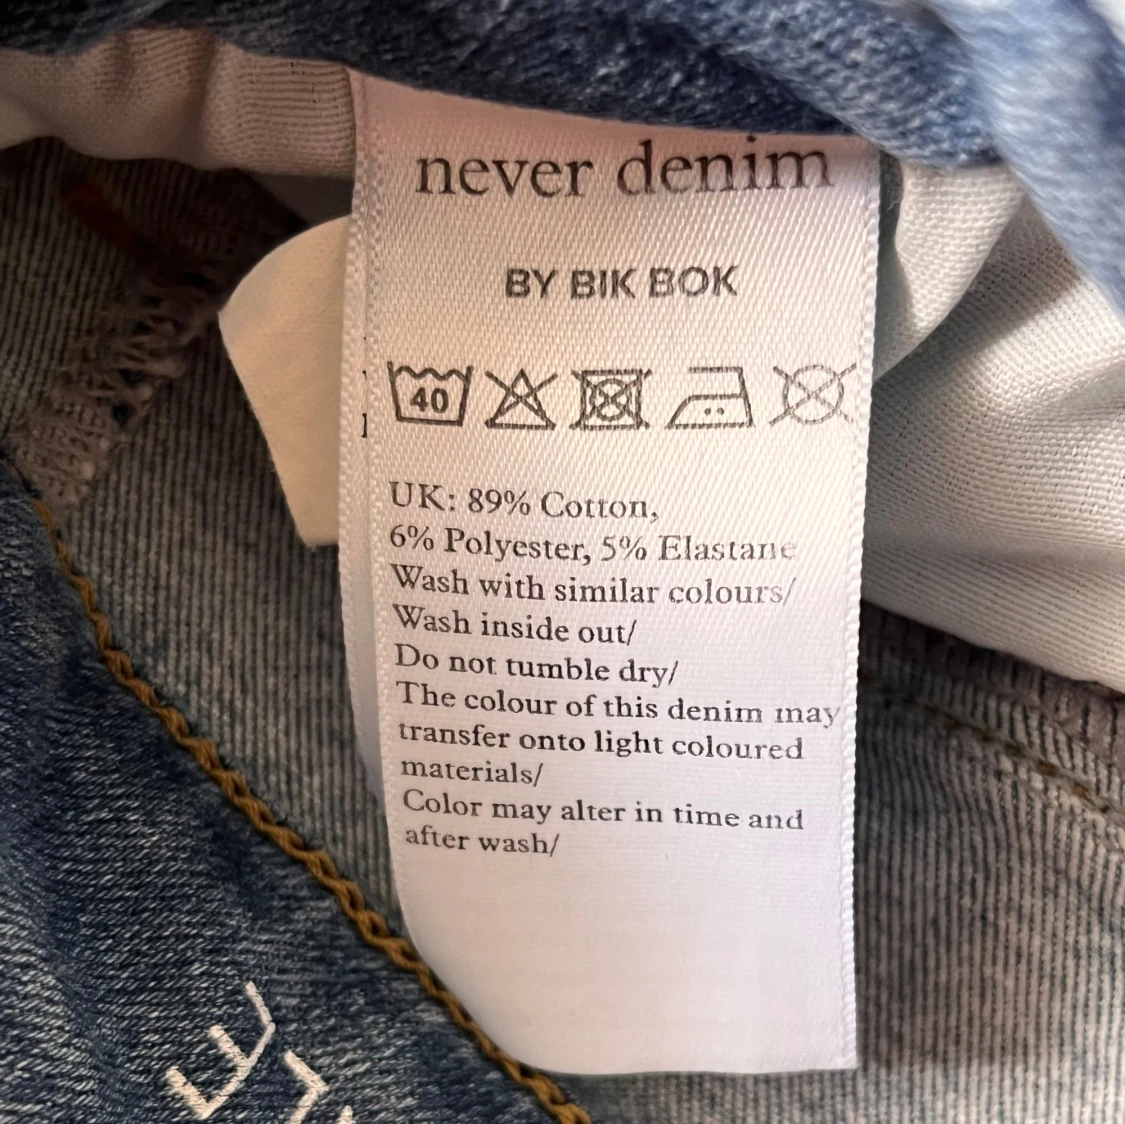 never denim
BY BIK BOK
40
UK: 89% Cotton,
6% Polyester, 5% Elastane
Wash with similar colours/
Wash inside out/
Do not tumble dry/
The colour of this denim may
transfer onto light coloured
materials/
Color may alter in time and
after wash/